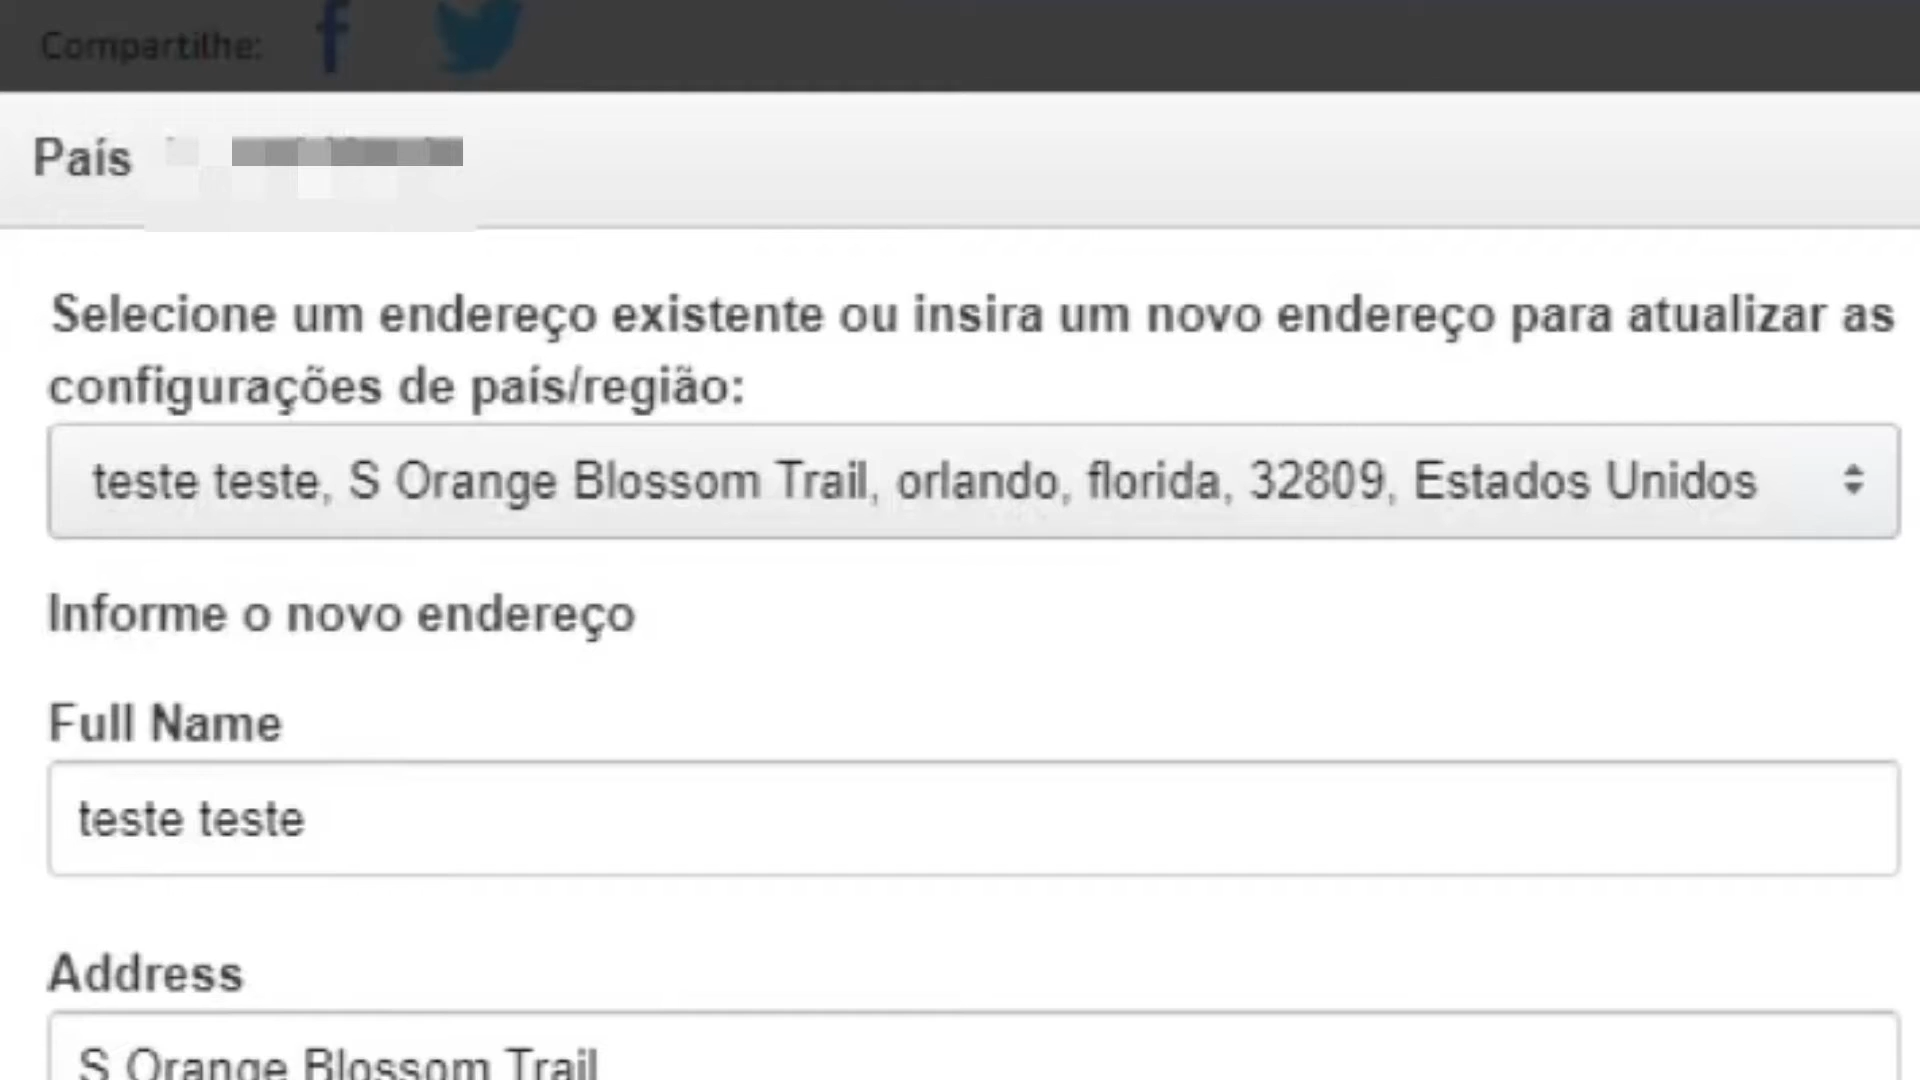 Compartilhe:
País
Selecione um endereço existente ou insira um novo endereço para atualizar as
configurações de país/região:
teste teste, S Orange Blossom Trail, orlando, florida, 32809, Estados Unidos
Informe o novo endereço
Full Name
teste teste
Address
S Orange Blossom Trail